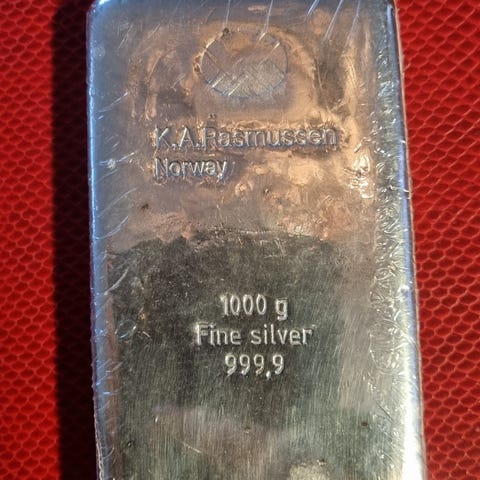 K.A.Rasmussen
Norway
1000 g
Fine silver
999,9